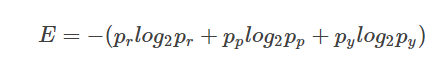 E = −(p_r log_2 p_r + p_p log_2 p_p + p_y log_2 p_y)